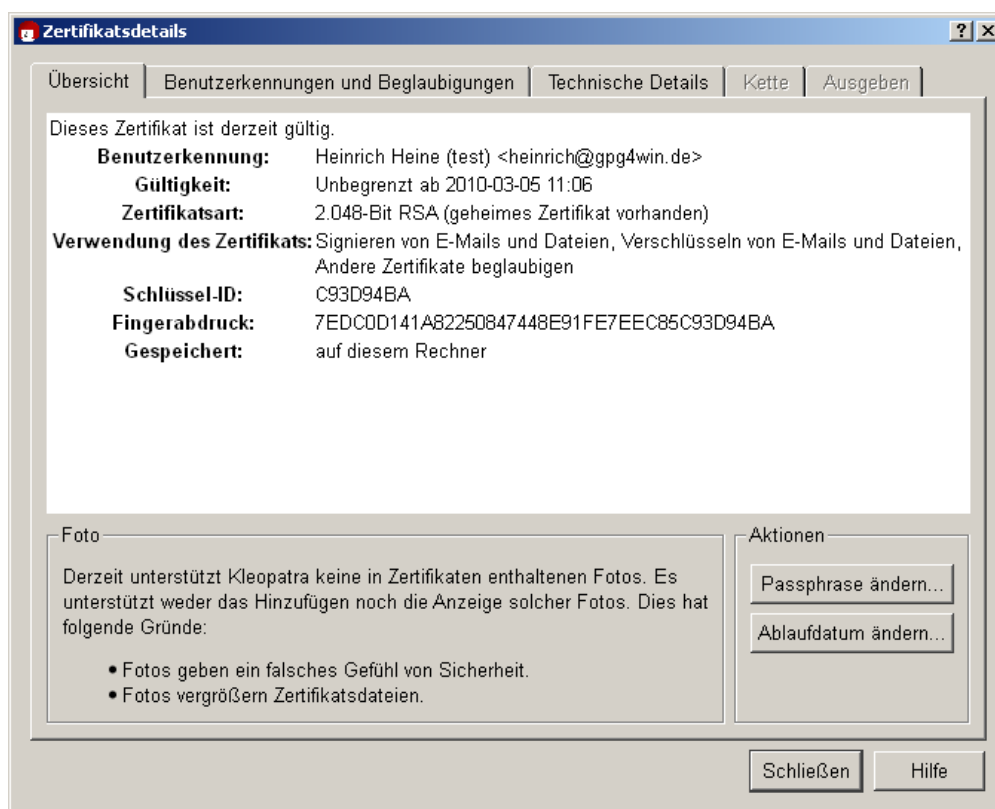 Zertifikatsdetails
Übersicht
Benutzerkennungen und Beglaubigungen
Technische Details
Kette
Ausgeben
Dieses Zertifikat ist derzeit gültig.
Benutzerkennung: Heinrich Heine (test) <heinrich@gpg4win.de>
Gültigkeit: Unbegrenzt ab 2010-03-05 11:06
Zertifikatsart: 2.048-Bit RSA (geheimes Zertifikat vorhanden)
Verwendung des Zertifikats: Signieren von E-Mails und Dateien, Verschlüsseln von E-Mails und Dateien,
Andere Zertifikate beglaubigen
Schlüssel-ID: C93D94BA
Fingerabdruck: 7EDC0D141A82250847448E91FE7EEC85C93D94BA
Gespeichert: auf diesem Rechner
Foto
Derzeit unterstützt Kleopatra keine in Zertifikaten enthaltenen Fotos. Es
unterstützt weder das Hinzufügen noch die Anzeige solcher Fotos. Dies hat
folgende Gründe:
• Fotos geben ein falsches Gefühl von Sicherheit.
• Fotos vergrößern Zertifikatsdateien.
Aktionen
Passphrase ändern...
Ablaufdatum ändern...
Schließen
Hilfe